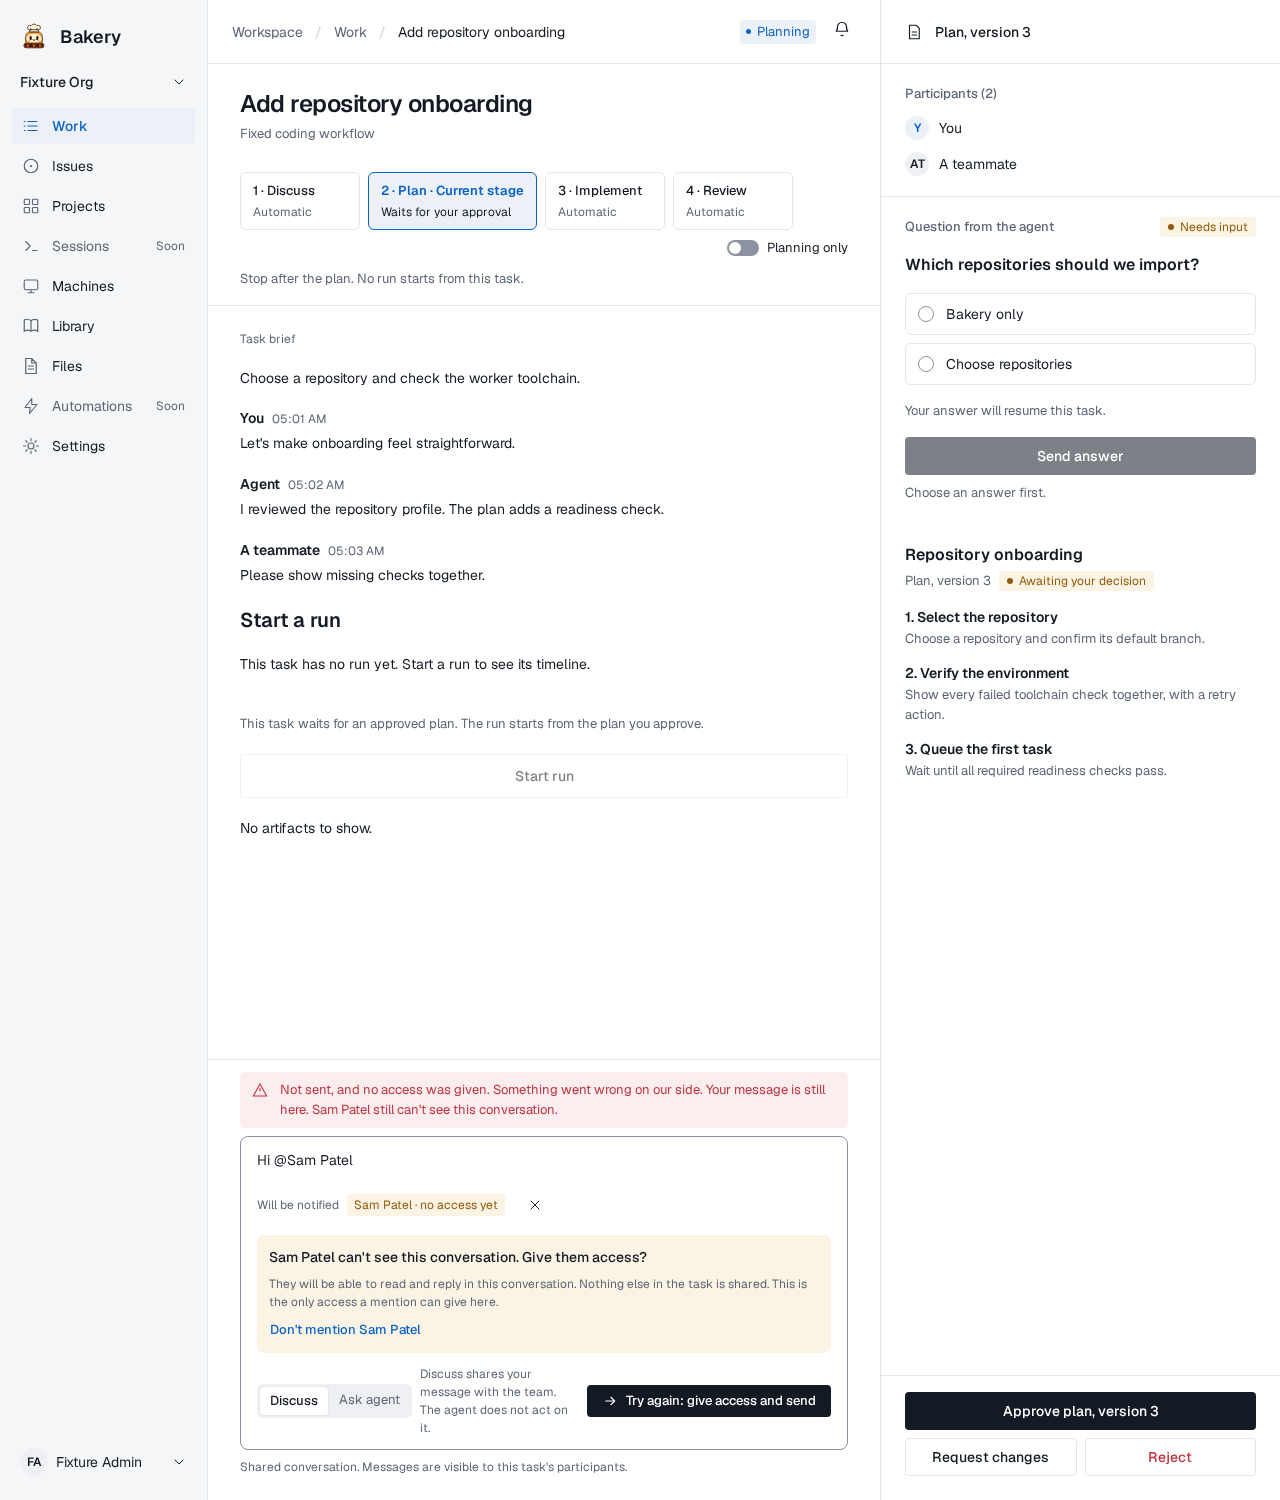 Bakery
Fixture Org
Work
Issues
Projects
Sessions Soon
Machines
Library
Files
Automations Soon
Settings
FA Fixture Admin
Workspace / Work / Add repository onboarding
Planning
Add repository onboarding
Fixed coding workflow
1 · Discuss
Automatic
2 · Plan · Current stage
Waits for your approval
3 · Implement
Automatic
4 · Review
Automatic
Planning only
Stop after the plan. No run starts from this task.
Task brief
Choose a repository and check the worker toolchain.
You 05:01 AM
Let's make onboarding feel straightforward.
Agent 05:02 AM
I reviewed the repository profile. The plan adds a readiness check.
A teammate 05:03 AM
Please show missing checks together.
Start a run
This task has no run yet. Start a run to see its timeline.
This task waits for an approved plan. The run starts from the plan you approve.
Start run
No artifacts to show.
Not sent, and no access was given. Something went wrong on our side. Your message is still
here. Sam Patel still can't see this conversation.
Hi @Sam Patel
Will be notified Sam Patel · no access yet
Sam Patel can't see this conversation. Give them access?
They will be able to read and reply in this conversation. Nothing else in the task is shared. This is
the only access a mention can give here.
Don't mention Sam Patel
Discuss Ask agent
Discuss shares your
message with the team.
The agent does not act on
it.
Try again: give access and send
Shared conversation. Messages are visible to this task's participants.
Plan, version 3
Participants (2)
Y You
AT A teammate
Question from the agent Needs input
Which repositories should we import?
Bakery only
Choose repositories
Your answer will resume this task.
Send answer
Choose an answer first.
Repository onboarding
Plan, version 3 Awaiting your decision
1. Select the repository
Choose a repository and confirm its default branch.
2. Verify the environment
Show every failed toolchain check together, with a retry
action.
3. Queue the first task
Wait until all required readiness checks pass.
Approve plan, version 3
Request changes
Reject